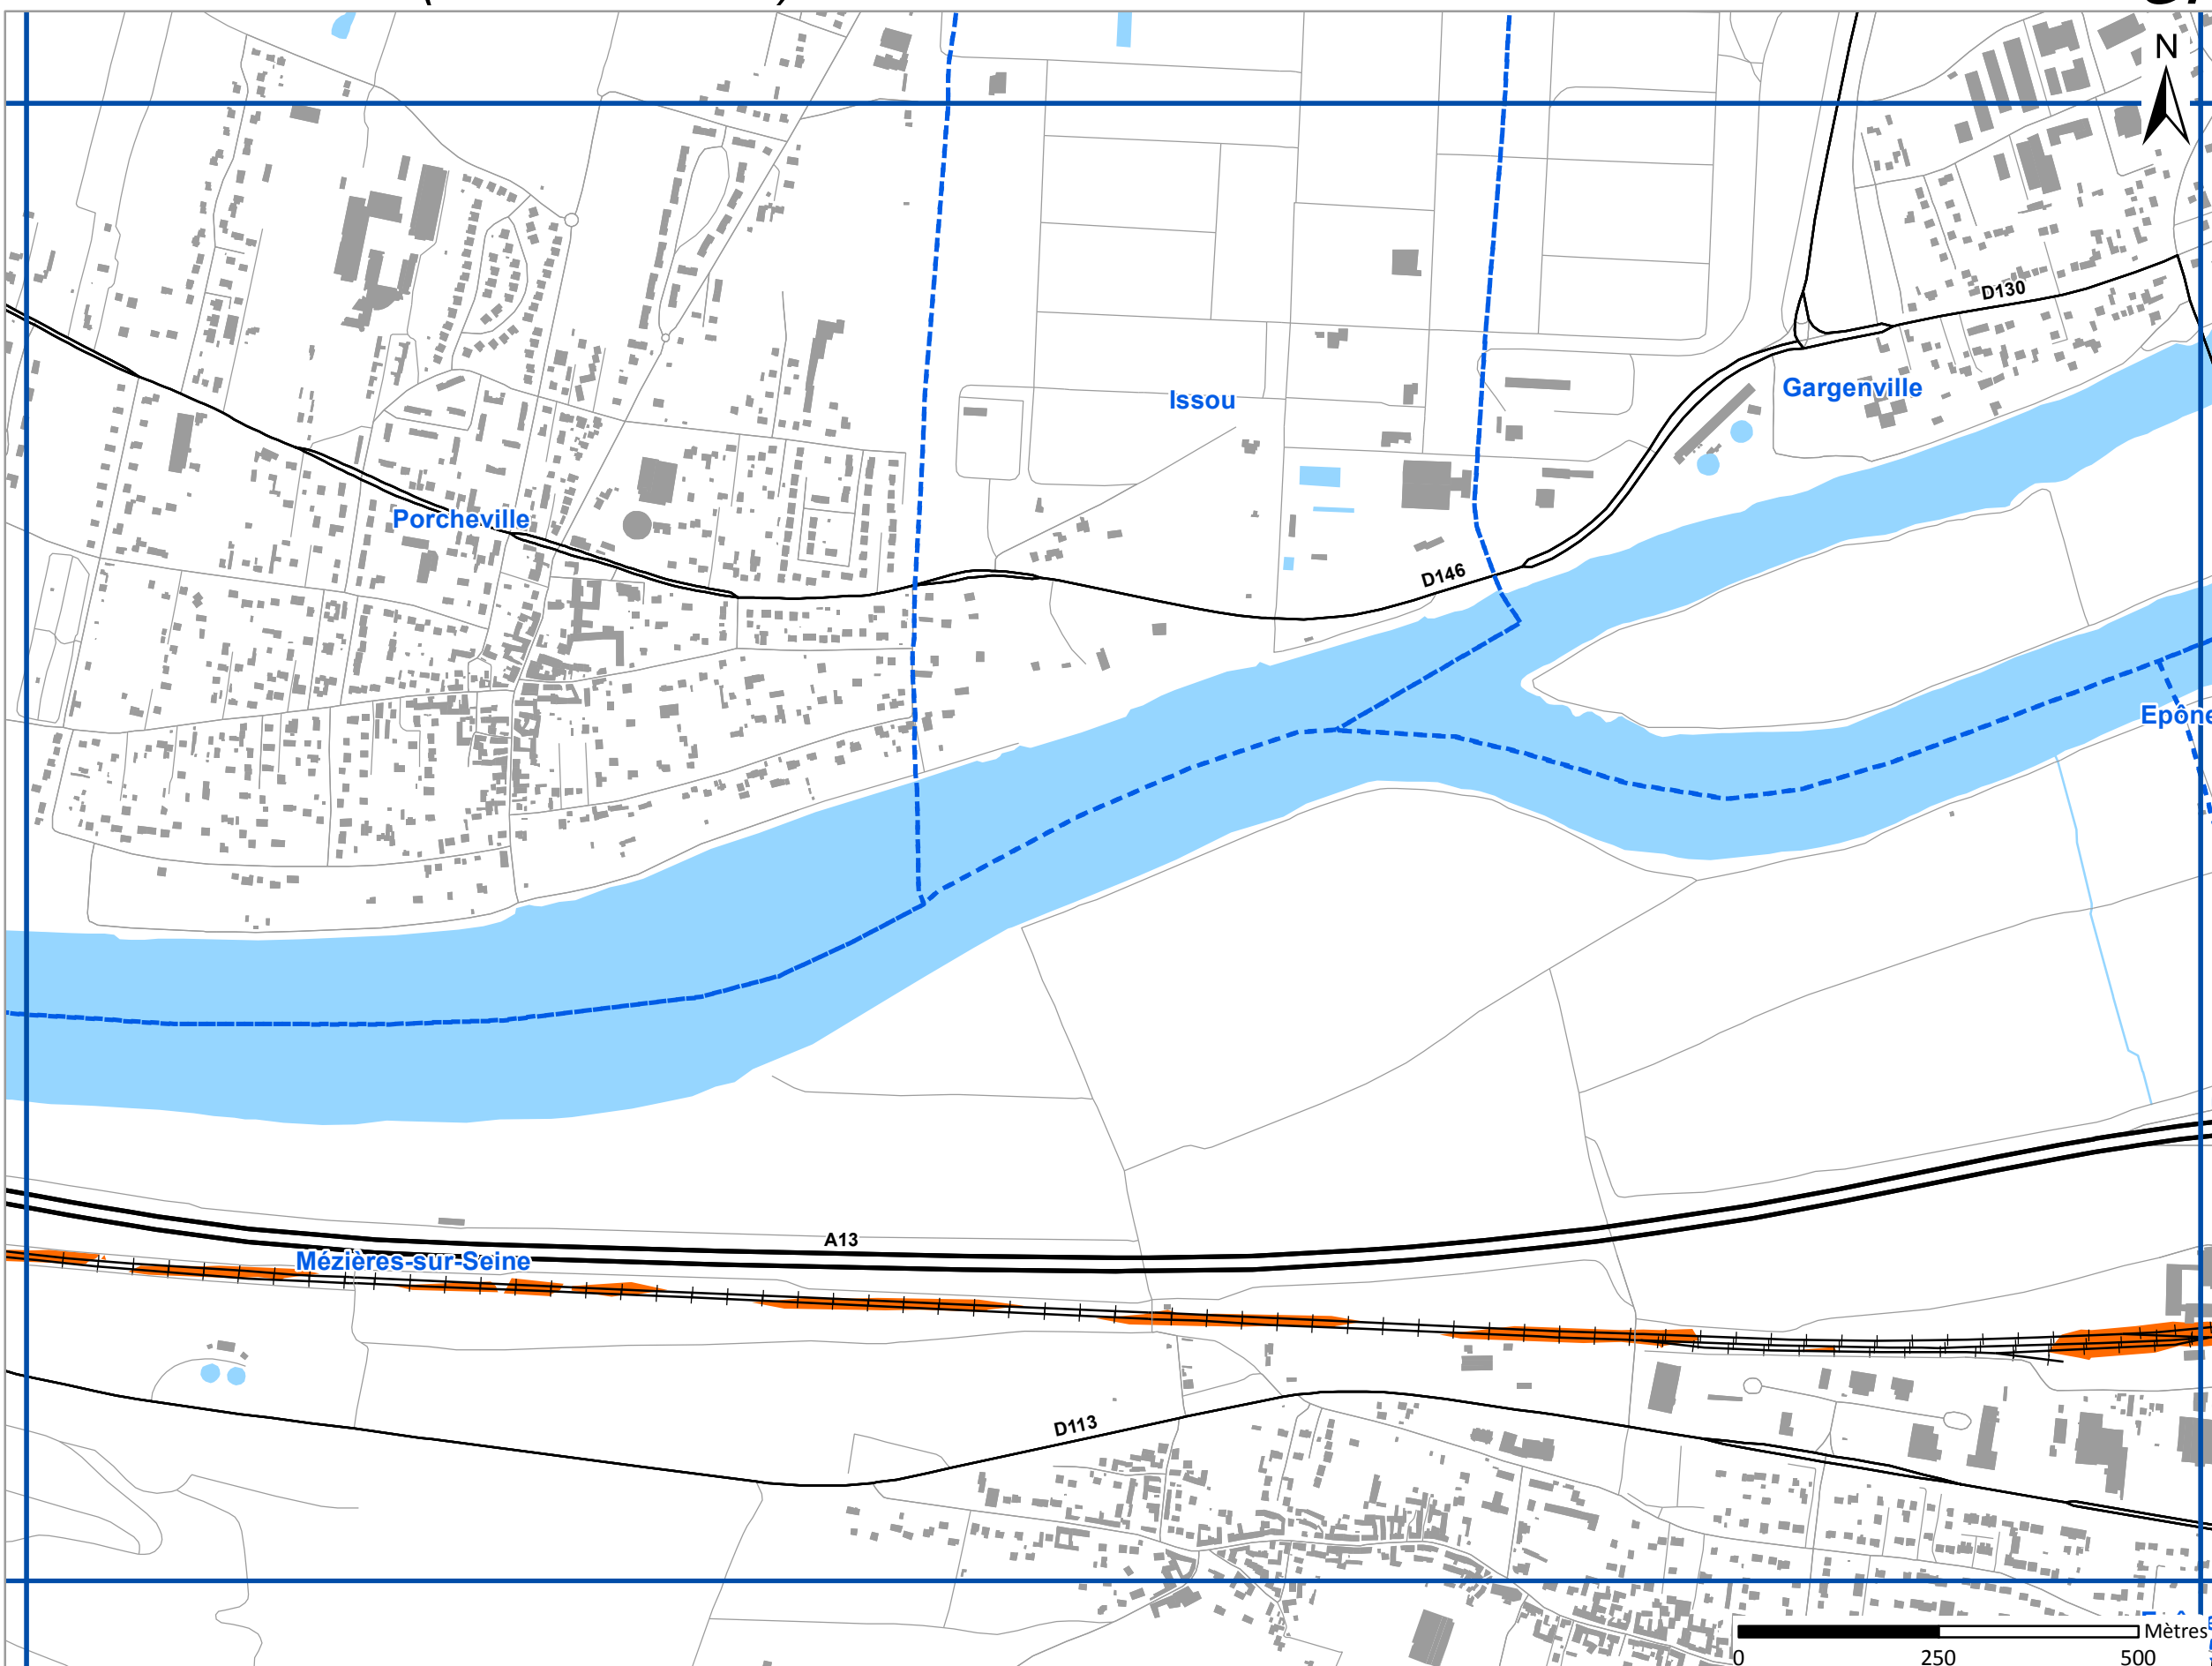 N
D130
Gargenville
Issou
Porcheville
D146
Epône
A13
Mézières-sur-Seine
D113
Mètres
0 250 500